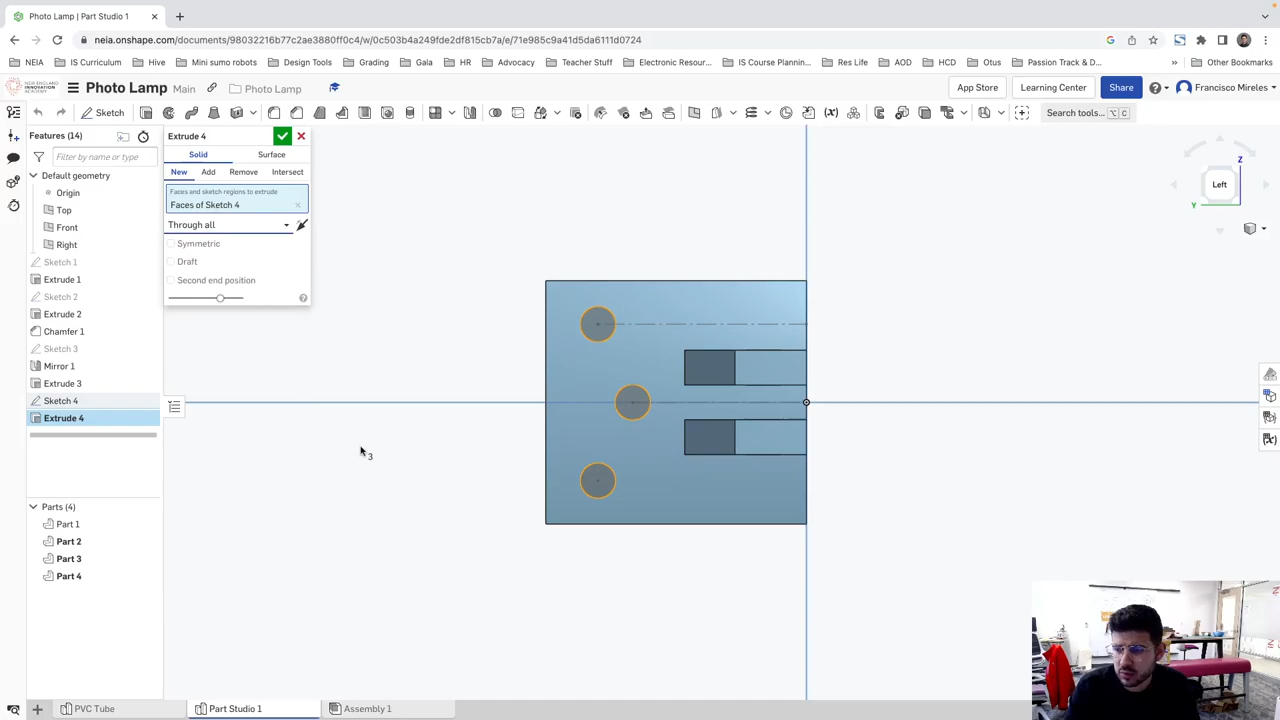 Photo Lamp | Part Studio 1
neia.onshape.com/documents/98032216b77c2ae3880ff0c4/w/0c503b4a249fde2df815cb7a/e/71e985c9a41d5da6111d0724
NEIA
IS Curriculum
Hive
Mini sumo robots
Design Tools
Grading
Gaia
HR
Advocacy
Teacher Stuff
Electronic Resour...
IS Course Plannin...
Res Life
AOD
HCD
Otus
Passion Track & D...
»
Other Bookmarks
Photo Lamp
Main
Photo Lamp
App Store
Learning Center
Share
Francisco Mireles
Sketch
Search tools...
⌥ C
Features (14)
Filter by name or type
Default geometry
Origin
Top
Front
Right
Sketch 1
Extrude 1
Sketch 2
Extrude 2
Chamfer 1
Sketch 3
Mirror 1
Extrude 3
Sketch 4
Extrude 4
Parts (4)
Part 1
Part 2
Part 3
Part 4
Extrude 4
Solid
Surface
New
Add
Remove
Intersect
Faces and sketch regions to extrude
Faces of Sketch 4
Through all
Symmetric
Draft
Second end position
3
Z
Left
Y
PVC Tube
Part Studio 1
Assembly 1